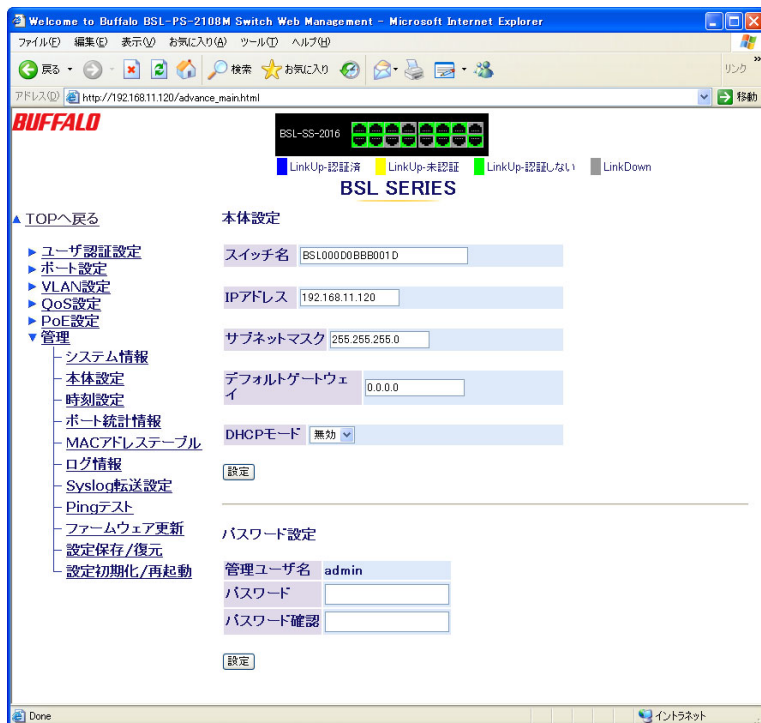 Welcome to Buffalo BSL-PS-2108M Switch Web Management - Microsoft Internet Explorer
ファイル(F) 編集(E) 表示(V) お気に入り(A) ツール(T) ヘルプ(H)
戻る 検索 お気に入り リンク »
アドレス(D) http://192.168.11.120/advance_main.html 移動
BUFFALO
BSL-SS-2016
LinkUp-認証済 LinkUp-未認証 LinkUp-認証しない LinkDown
BSL SERIES
TOPへ戻る
ユーザ認証設定
ポート設定
VLAN設定
QoS設定
PoE設定
管理
システム情報
本体設定
時刻設定
ポート統計情報
MACアドレステーブル
ログ情報
Syslog転送設定
Pingテスト
ファームウェア更新
設定保存/復元
設定初期化/再起動
本体設定
スイッチ名 BSL000D0BBB001D
IPアドレス 192.168.11.120
サブネットマスク 255.255.255.0
デフォルトゲートウェ
イ 0.0.0.0
DHCPモード 無効
設定
パスワード設定
管理ユーザ名 admin
パスワード
パスワード確認
設定
Done イントラネット